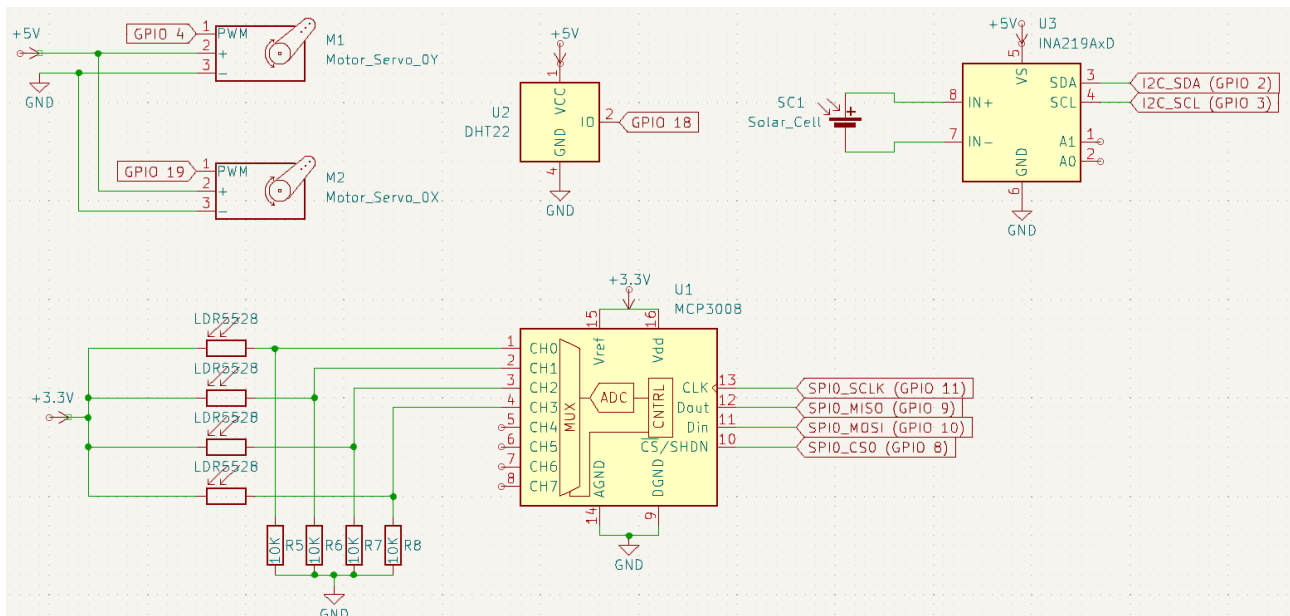 +5V
GPIO 4
1
PWM
2
+
3
-
M1
Motor_Servo_0Y
GND
GPIO 19
1
PWM
2
+
3
-
M2
Motor_Servo_0X
+5V
1
VCC
U2
DHT22
IO
2
GPIO 18
GND
4
GND
+5V
U3
INA219AxD
5
VS
SC1
Solar_Cell
+
8
IN+
7
IN-
SDA
3
I2C_SDA (GPIO 2)
SCL
4
I2C_SCL (GPIO 3)
A1
1
A0
2
GND
6
GND
+3.3V
LDR5528
LDR5528
LDR5528
LDR5528
10K
R5
10K
R6
10K
R7
10K
R8
GND
+3.3V
U1
MCP3008
15
16
Vref
Vdd
1
CH0
2
CH1
3
CH2
4
CH3
5
CH4
6
CH5
7
CH6
8
CH7
MUX
ADC
CNTRL
CLK
13
SPI0_SCLK (GPIO 11)
Dout
12
SPI0_MISO (GPIO 9)
Din
11
SPI0_MOSI (GPIO 10)
CS/SHDN
10
SPI0_CS0 (GPIO 8)
AGND
DGND
14
9
GND